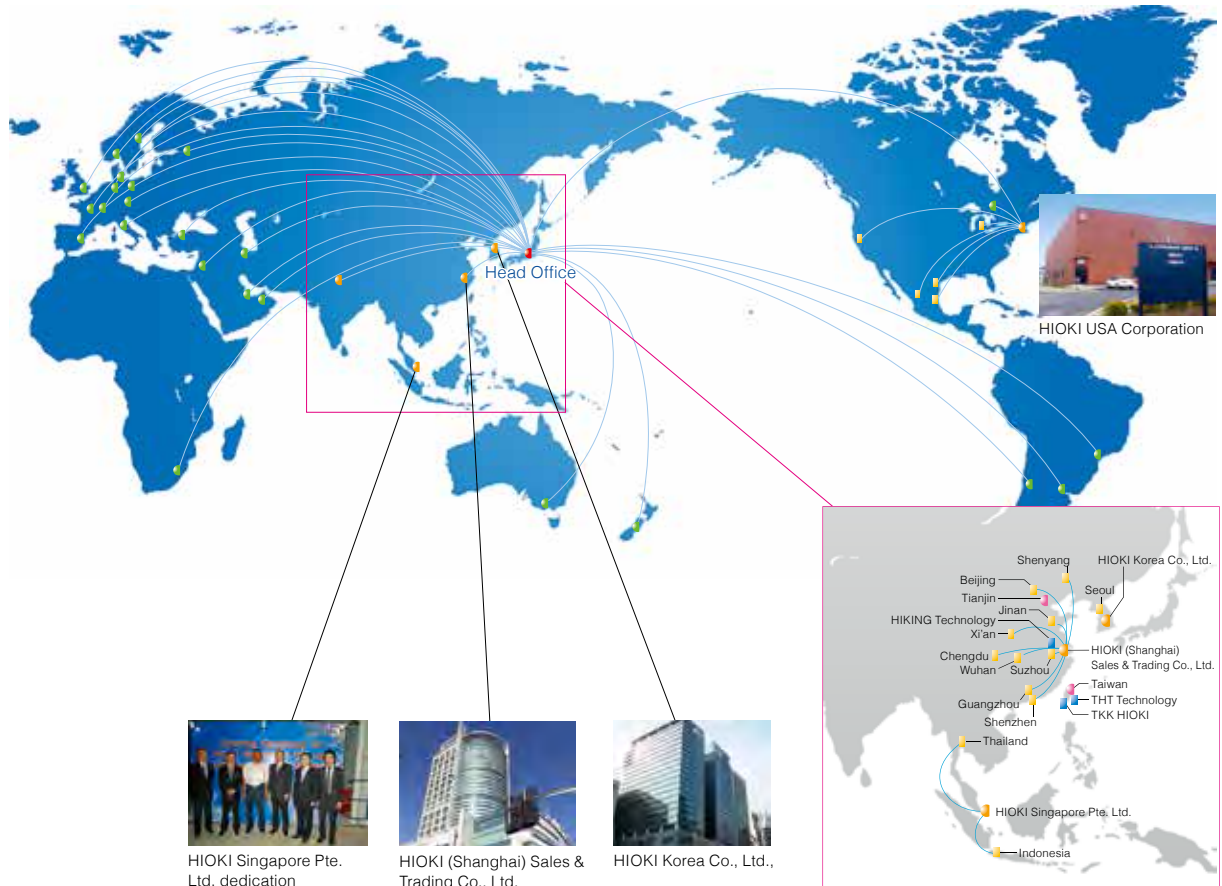 Head Office
HIOKI USA Corporation
Shenyang
HIOKI Korea Co., Ltd.
Beijing
Seoul
Tianjin
Jinan
HIKING Technology
Xi'an
HIOKI (Shanghai)
Sales & Trading Co., Ltd.
Chengdu
Wuhan
Suzhou
Taiwan
Guangzhou
THT Technology
TKK HIOKI
Shenzhen
Thailand
HIOKI Singapore Pte. Ltd.
Indonesia
HIOKI Singapore Pte.
Ltd. dedication
HIOKI (Shanghai) Sales &
Trading Co., Ltd.
HIOKI Korea Co., Ltd.,